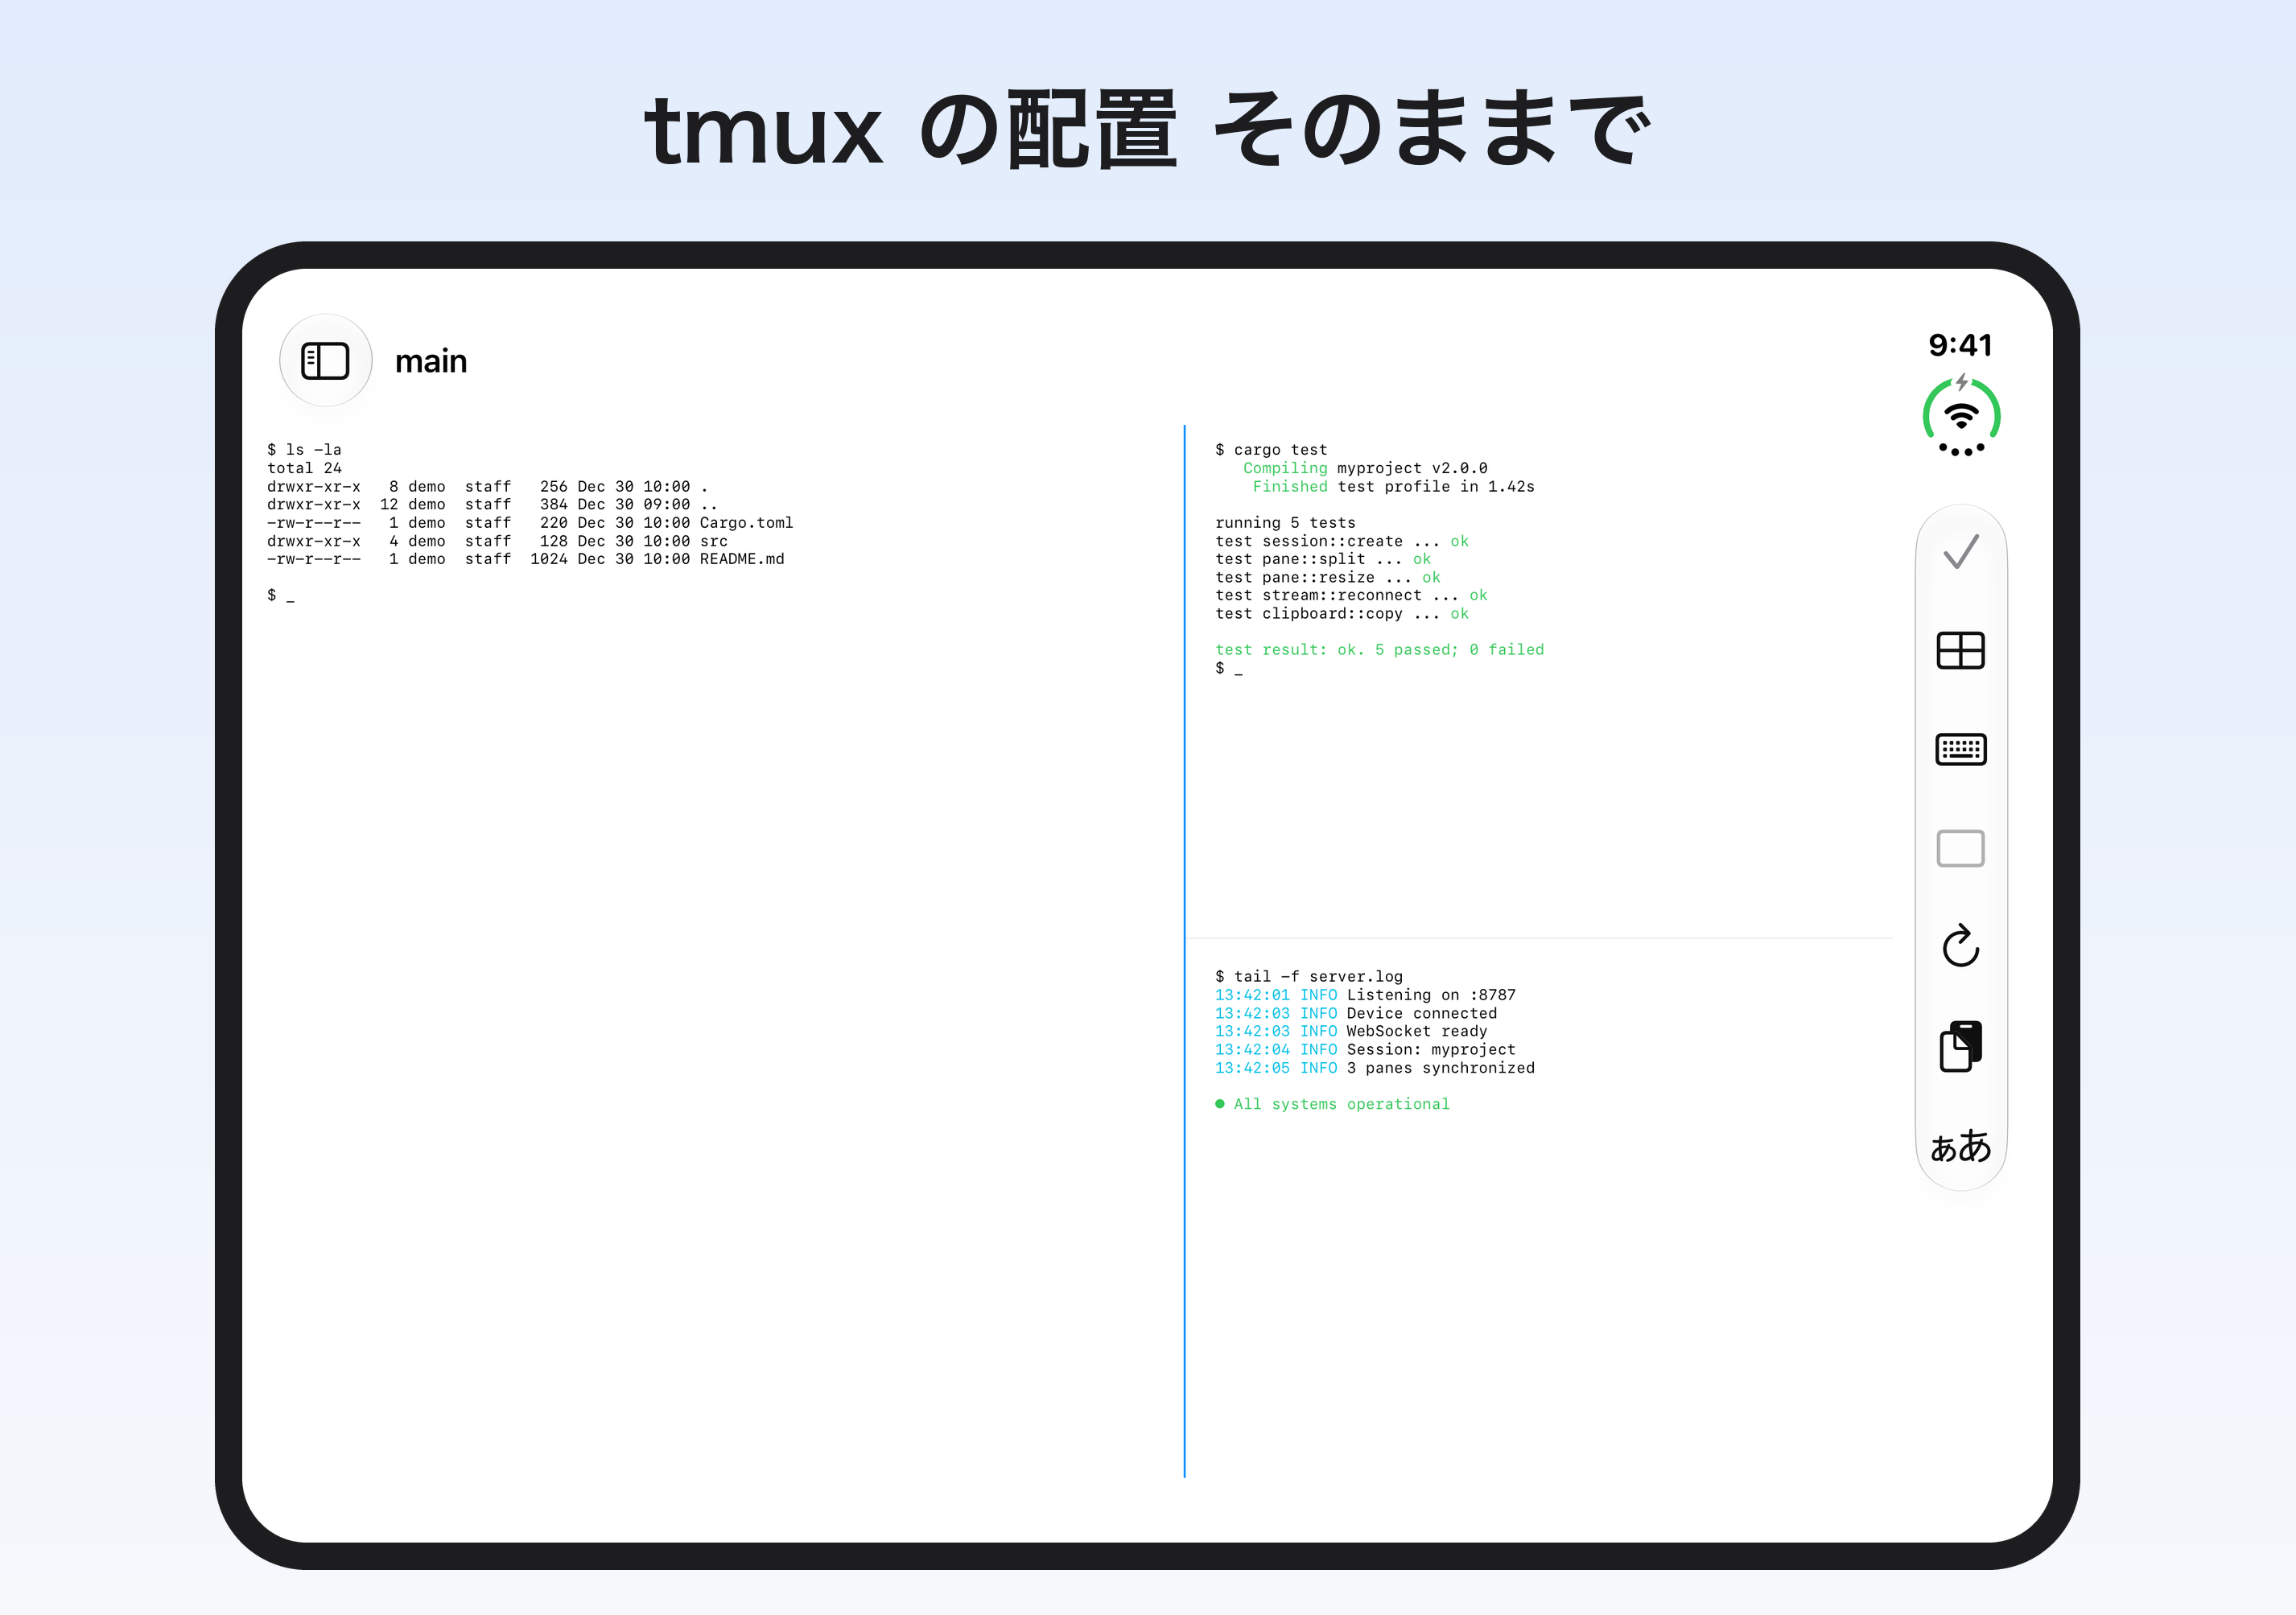 tmux の配置 そのままで
main
9:41
$ ls -la
total 24
drwxr-xr-x   8 demo  staff   256 Dec 30 10:00 .
drwxr-xr-x  12 demo  staff   384 Dec 30 09:00 ..
-rw-r--r--   1 demo  staff   220 Dec 30 10:00 Cargo.toml
drwxr-xr-x   4 demo  staff   128 Dec 30 10:00 src
-rw-r--r--   1 demo  staff  1024 Dec 30 10:00 README.md
$ _
$ cargo test
   Compiling myproject v2.0.0
    Finished test profile in 1.42s
running 5 tests
test session::create ... ok
test pane::split ... ok
test pane::resize ... ok
test stream::reconnect ... ok
test clipboard::copy ... ok
test result: ok. 5 passed; 0 failed
$ _
$ tail -f server.log
13:42:01 INFO Listening on :8787
13:42:03 INFO Device connected
13:42:03 INFO WebSocket ready
13:42:04 INFO Session: myproject
13:42:05 INFO 3 panes synchronized
● All systems operational
ああ